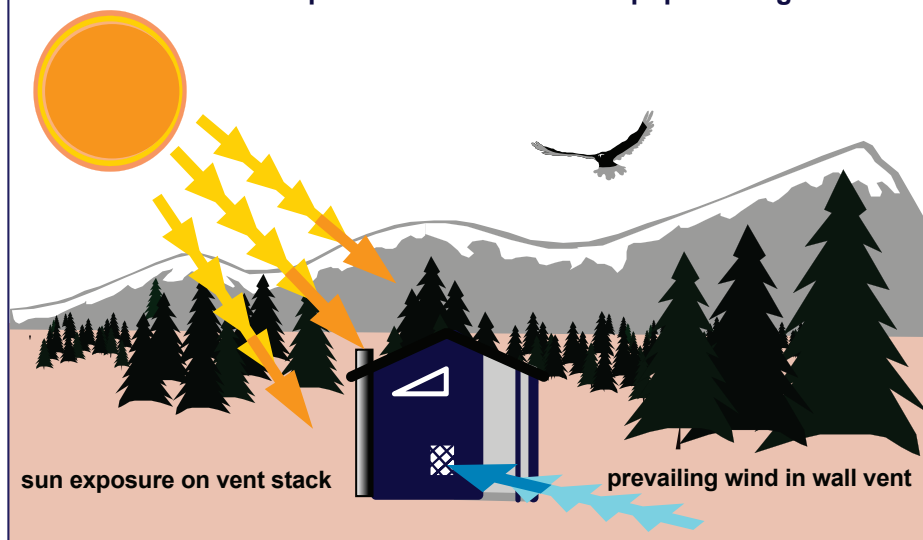 sun exposure on vent stack
prevailing wind in wall vent